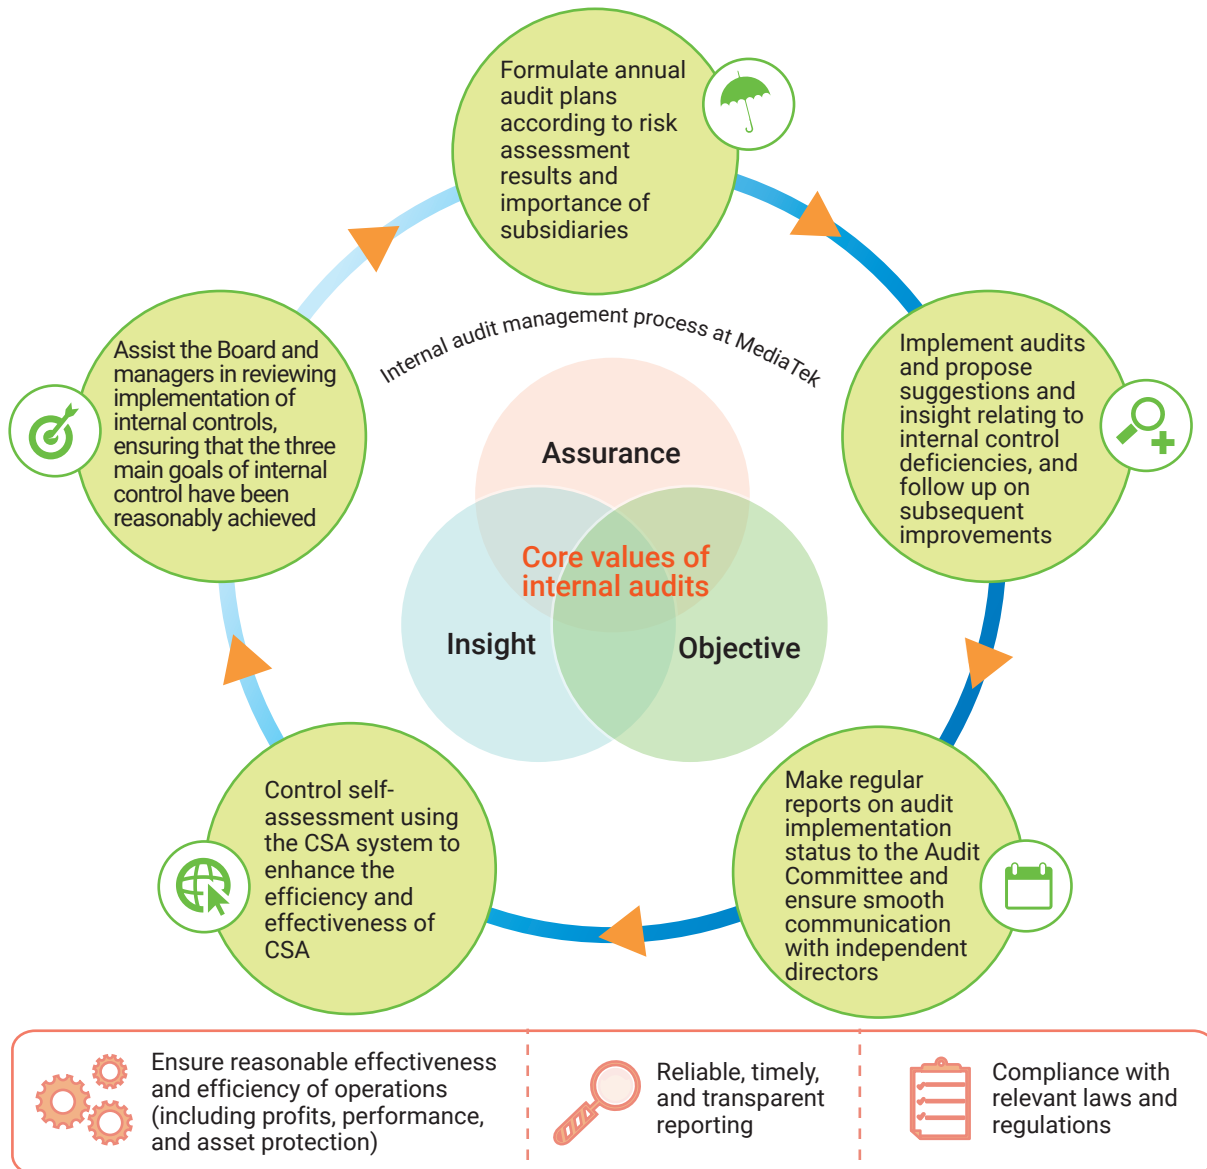 Formulate annual
audit plans
according to risk
assessment
results and
importance of
subsidiaries
Internal audit management process at MediaTek
Implement audits
and propose
suggestions and
insight relating to
internal control
deficiencies, and
follow up on
subsequent
improvements
Assist the Board and
managers in reviewing
implementation of
internal controls,
ensuring that the three
main goals of internal
control have been
reasonably achieved
Assurance
Core values of
internal audits
Insight
Objective
Make regular
reports on audit
implementation
status to the Audit
Committee and
ensure smooth
communication
with independent
directors
Control self-
assessment using
the CSA system to
enhance the
efficiency and
effectiveness of
CSA
Ensure reasonable effectiveness
and efficiency of operations
(including profits, performance,
and asset protection)
Reliable, timely,
and transparent
reporting
Compliance with
relevant laws and
regulations